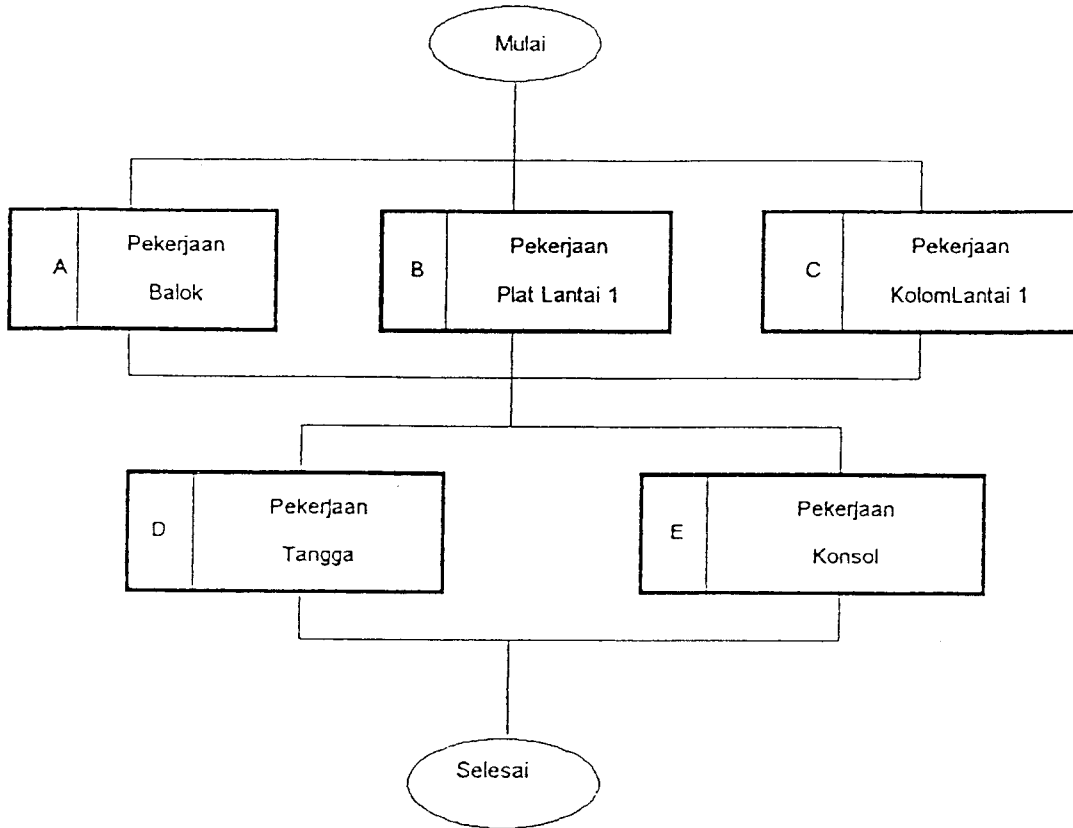 Mulai
A
Pekerjaan
Balok
B
Pekerjaan
Plat Lantai 1
C
Pekerjaan
KolomLantai 1
D
Pekerjaan
Tangga
E
Pekerjaan
Konsol
Selesai